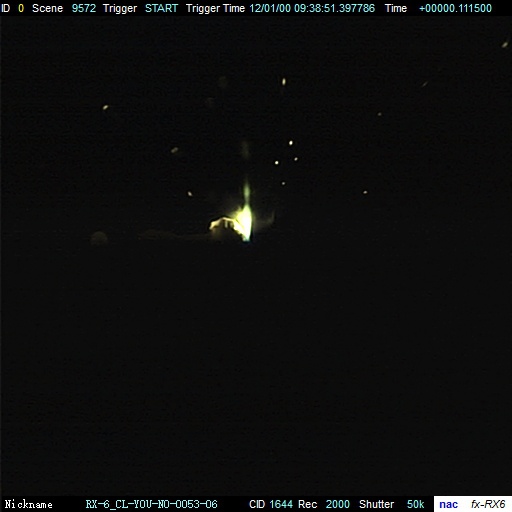 ID 0 Scene 9572 Trigger START Trigger Time 12/01/00 09:38:51.397786 Time +00000.111500
Nickname RX-6_CL-YOU-NO-0053-06 CID 1644 Rec 2000 Shutter 50k nac fx-RX6